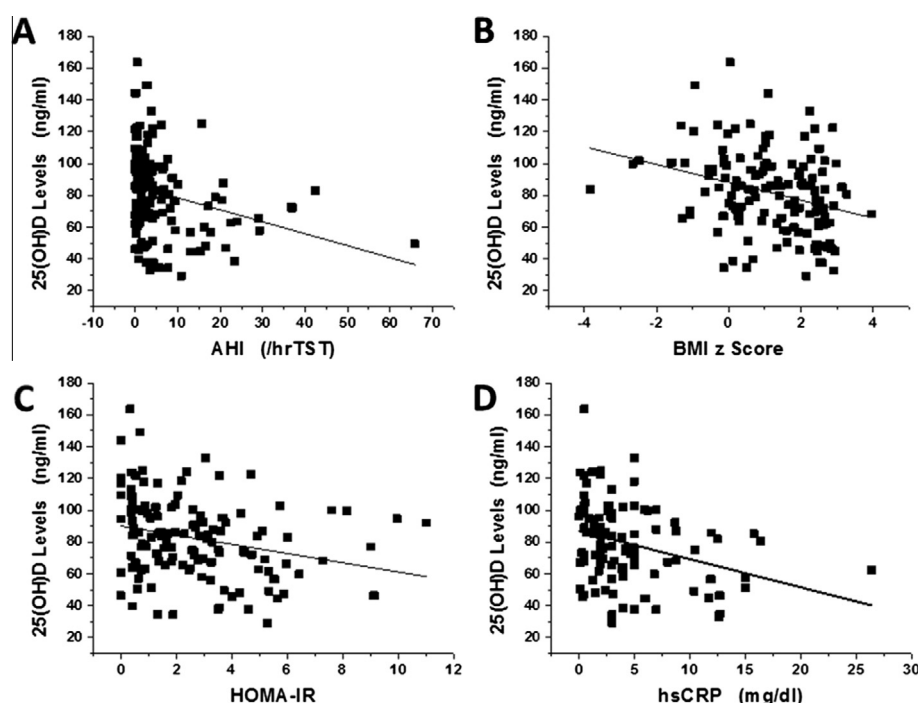 A
B
180
160
140
120
100
80
60
40
20
25(OH)D Levels (ng/ml)
-10 0 10 20 30 40 50 60 70
AHI (/hrTST)
180
160
140
120
100
80
60
40
20
25(OH)D Levels (ng/ml)
-4 -2 0 2 4
BMI z Score
C
D
180
160
140
120
100
80
60
40
20
0
25(OH)D Levels (ng/ml)
0 2 4 6 8 10 12
HOMA-IR
180
160
140
120
100
80
60
40
20
0
25(OH)D Levels (ng/ml)
0 5 10 15 20 25 30
hsCRP (mg/dl)